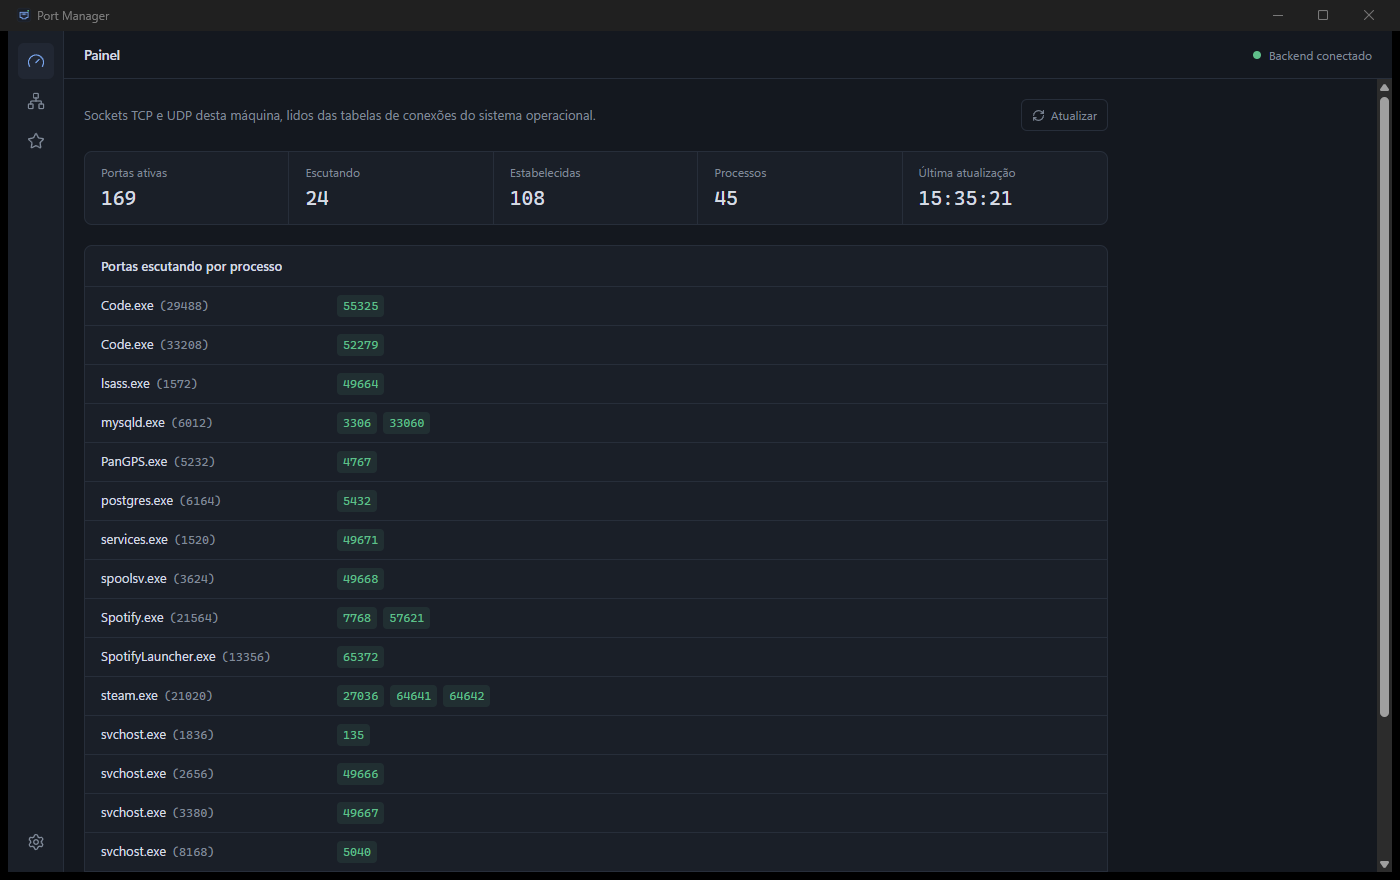 Port Manager
Painel
Backend conectado
Sockets TCP e UDP desta máquina, lidos das tabelas de conexões do sistema operacional.
Atualizar
Portas ativas
169
Escutando
24
Estabelecidas
108
Processos
45
Última atualização
15:35:21
Portas escutando por processo
Code.exe (29488) 55325
Code.exe (33208) 52279
lsass.exe (1572) 49664
mysqld.exe (6012) 3306 33060
PanGPS.exe (5232) 4767
postgres.exe (6164) 5432
services.exe (1520) 49671
spoolsv.exe (3624) 49668
Spotify.exe (21564) 7768 57621
SpotifyLauncher.exe (13356) 65372
steam.exe (21020) 27036 64641 64642
svchost.exe (1836) 135
svchost.exe (2656) 49666
svchost.exe (3380) 49667
svchost.exe (8168) 5040